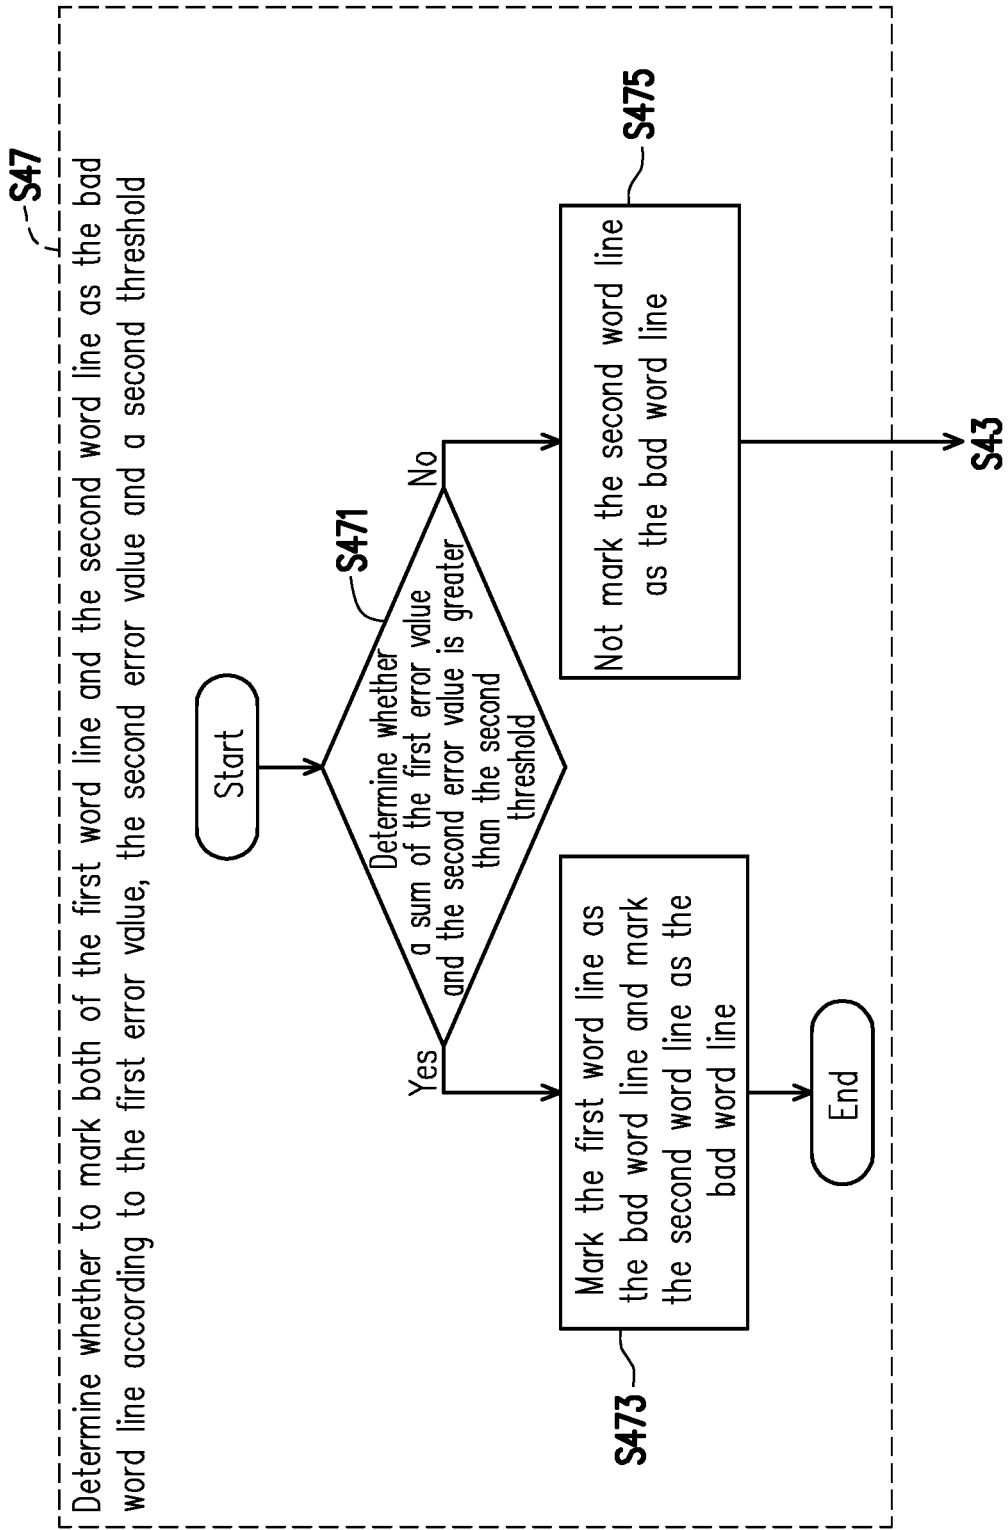 S47
Determine whether to mark both of the first word line and the second word line as the bad
word line according to the first error value, the second error value and a second threshold
Start
S471
Determine whether
a sum of the first error value
and the second error value is greater
than the second
threshold
Yes
No
S473
Mark the first word line as
the bad word line and mark
the second word line as the
bad word line
End
S475
Not mark the second word line
as the bad word line
S43